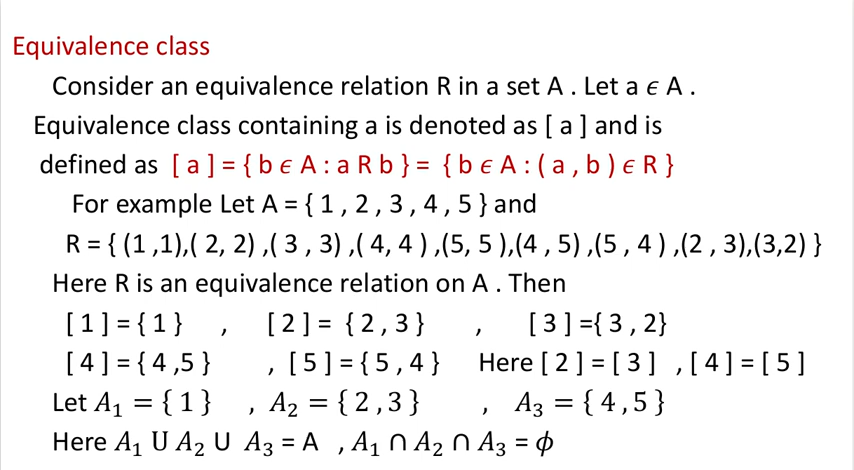 Equivalence class
Consider an equivalence relation R in a set A . Let a ϵ A .
Equivalence class containing a is denoted as [ a ] and is
defined as [ a ] = { b ϵ A : a R b } = { b ϵ A : ( a , b ) ϵ R }
For example Let A = { 1 , 2 , 3 , 4 , 5 } and
R = { (1 ,1),( 2, 2) ,( 3 , 3) ,( 4, 4 ) ,(5, 5 ),(4 , 5) ,(5 , 4 ) ,(2 , 3),(3,2) }
Here R is an equivalence relation on A . Then
[ 1 ] = { 1 } , [ 2 ] = { 2 , 3 } , [ 3 ] ={ 3 , 2}
[ 4 ] = { 4 ,5 } , [ 5 ] = { 5 , 4 } Here [ 2 ] = [ 3 ] , [ 4 ] = [ 5 ]
Let A₁ = { 1 } , A₂ = { 2 , 3 } , A₃ = { 4 , 5 }
Here A₁ U A₂ U A₃ = A , A₁ ∩ A₂ ∩ A₃ = ϕ